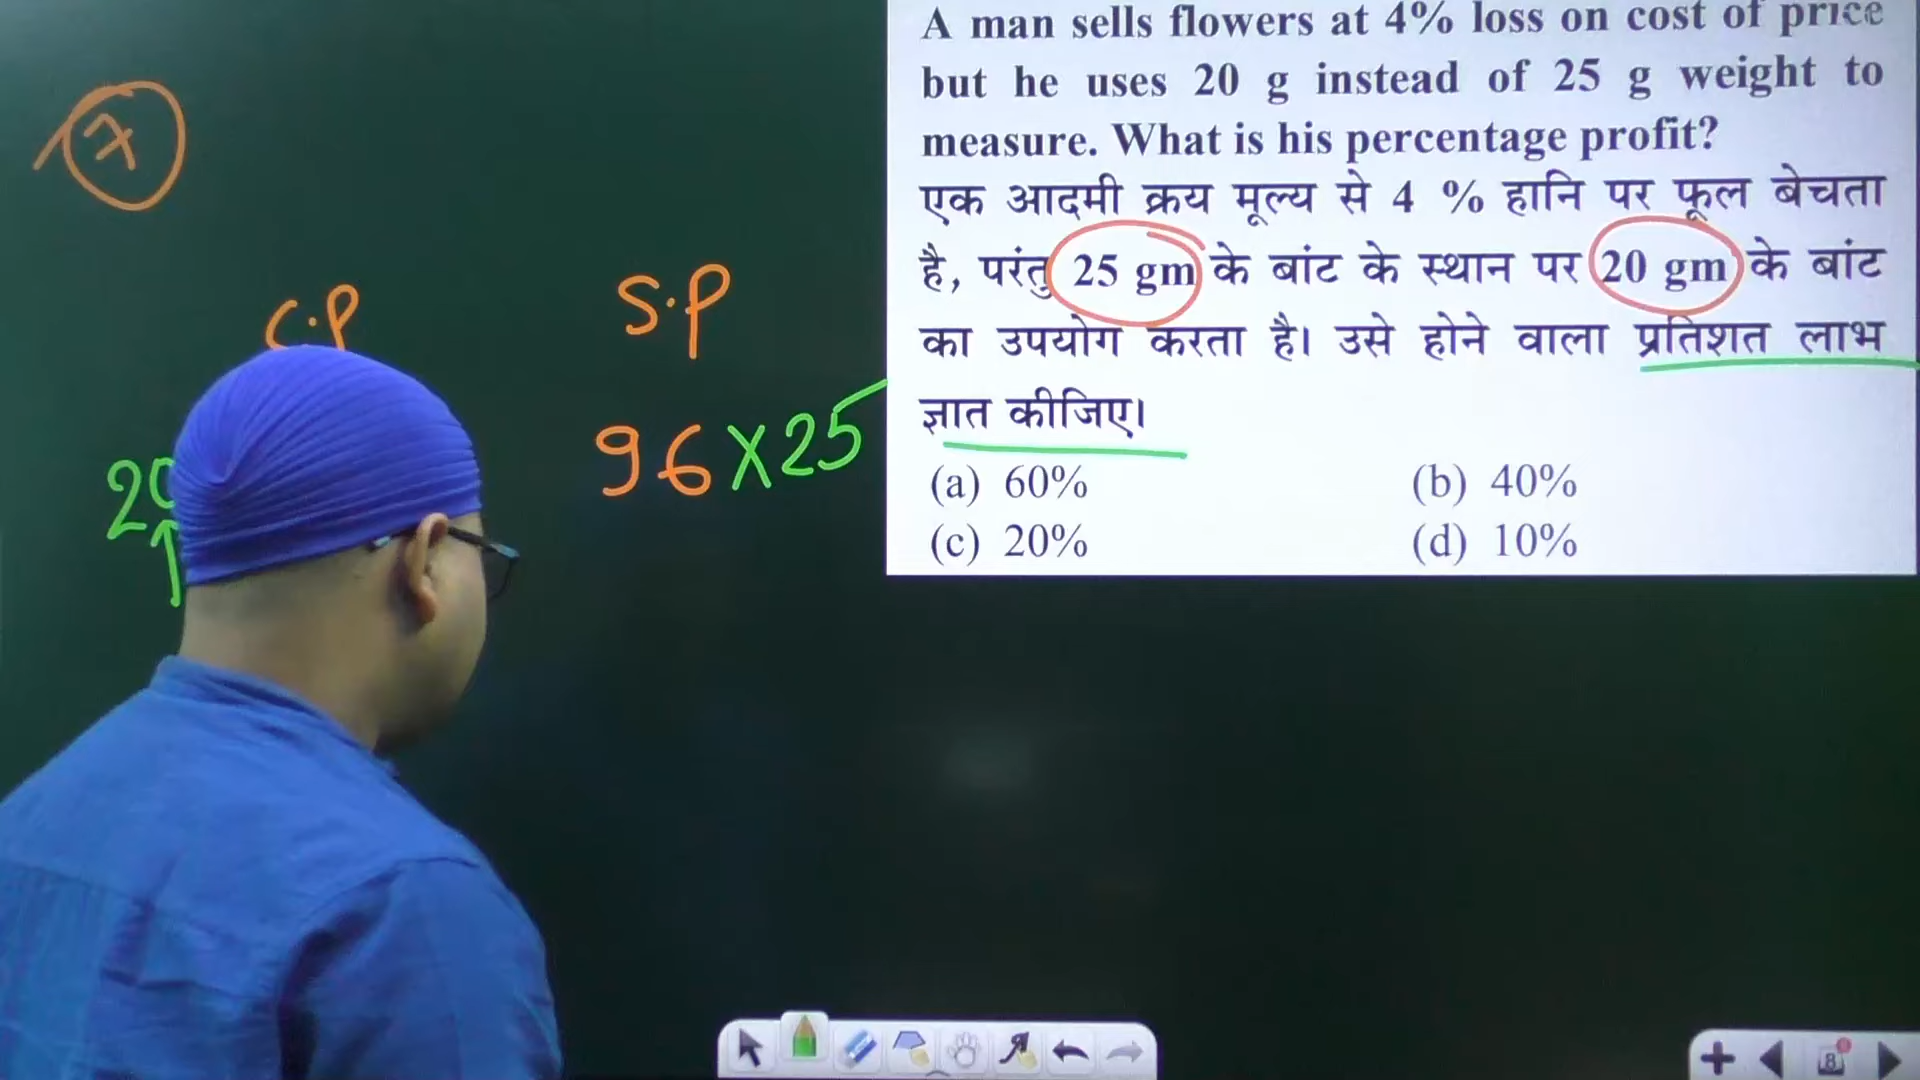 A man sells flowers at 4% loss on cost of price
but he uses 20 g instead of 25 g weight to
measure. What is his percentage profit?
एक आदमी क्रय मूल्य से 4 % हानि पर फूल बेचता
है, परंतु 25 gm के बांट के स्थान पर 20 gm के बांट
का उपयोग करता है। उसे होने वाला प्रतिशत लाभ
ज्ञात कीजिए।
(a) 60% (b) 40%
(c) 20% (d) 10%
7
C.P S.P
20 96 X 25
8